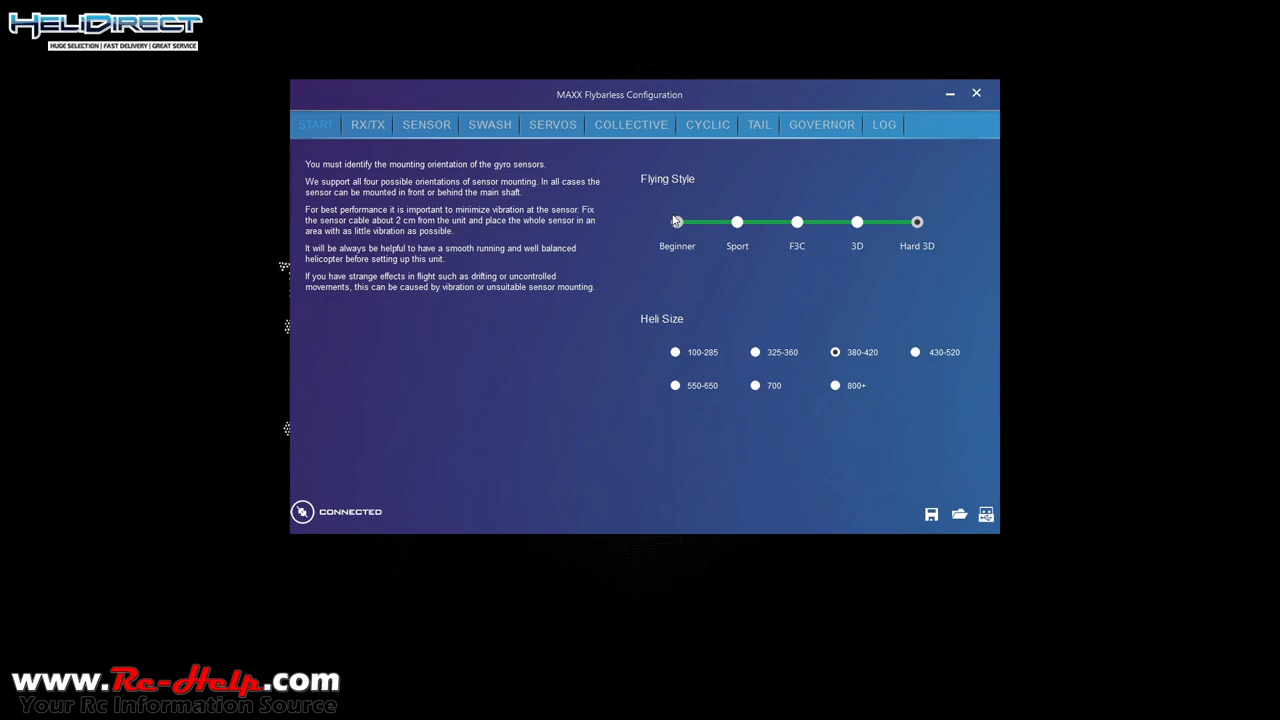 HELIDIRECT
HUGE SELECTION | FAST DELIVERY | GREAT SERVICE
MAXX Flybarless Configuration
START RX/TX SENSOR SWASH SERVOS COLLECTIVE CYCLIC TAIL GOVERNOR LOG
You must identify the mounting orientation of the gyro sensors.
We support all four possible orientations of sensor mounting. In all cases the
sensor can be mounted in front or behind the main shaft.
For best performance it is important to minimize vibration at the sensor. Fix
the sensor cable about 2 cm from the unit and place the whole sensor in an
area with as little vibration as possible.
It will be always be helpful to have a smooth running and well balanced
helicopter before setting up this unit.
If you have strange effects in flight such as drifting or uncontrolled
movements, this can be caused by vibration or unsuitable sensor mounting.
Flying Style
Beginner Sport F3C 3D Hard 3D
Heli Size
100-285 325-360 380-420 430-520
550-650 700 800+
CONNECTED
www.Rc-Help.com
Your Rc Information Source